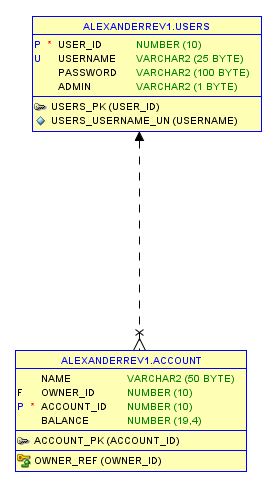 ALEXANDERREV1.USERS
P * USER_ID NUMBER (10)
U USERNAME VARCHAR2 (25 BYTE)
PASSWORD VARCHAR2 (100 BYTE)
ADMIN VARCHAR2 (1 BYTE)
USERS_PK (USER_ID)
USERS_USERNAME_UN (USERNAME)
ALEXANDERREV1.ACCOUNT
NAME VARCHAR2 (50 BYTE)
F OWNER_ID NUMBER (10)
P * ACCOUNT_ID NUMBER (10)
BALANCE NUMBER (19,4)
ACCOUNT_PK (ACCOUNT_ID)
OWNER_REF (OWNER_ID)